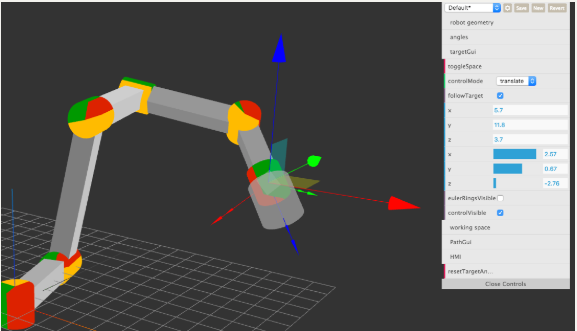 Default* Save New Revert
robot geometry
angles
targetGui
toggleSpace
controlMode translate
followTarget
x 5.7
y 11.8
z 3.7
x 2.57
y 0.67
z -2.76
eulerRingsVisible
controlVisible
working space
PathGui
HMI
resetTargetAn...
Close Controls